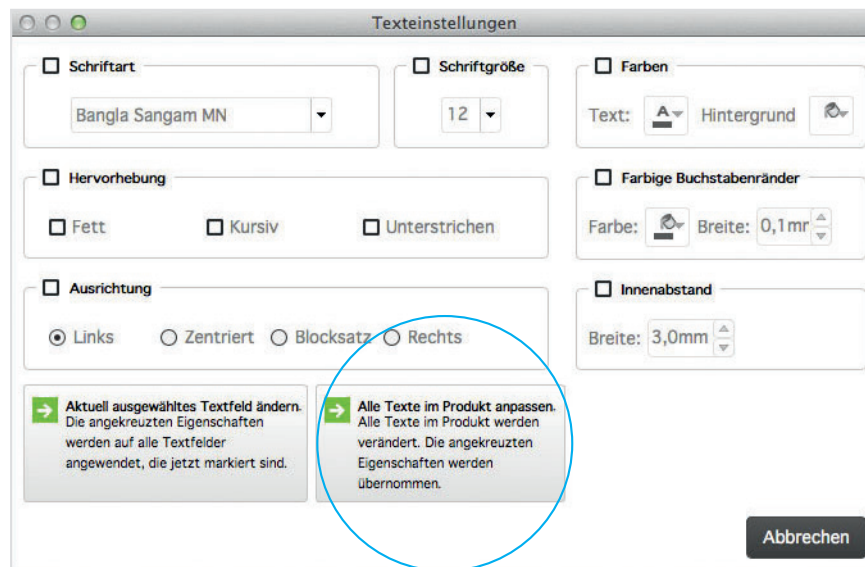 Texteinstellungen
Schriftart
Bangla Sangam MN
Schriftgröße
12
Farben
Text: A Hintergrund
Hervorhebung
Fett Kursiv Unterstrichen
Farbige Buchstabenränder
Farbe: Breite: 0,1mm
Ausrichtung
Links Zentriert Blocksatz Rechts
Innenabstand
Breite: 3,0mm
Aktuell ausgewähltes Textfeld ändern.
Die angekreuzten Eigenschaften
werden auf alle Textfelder
angewendet, die jetzt markiert sind.
Alle Texte im Produkt anpassen.
Alle Texte im Produkt werden
verändert. Die angekreuzten
Eigenschaften werden
übernommen.
Abbrechen